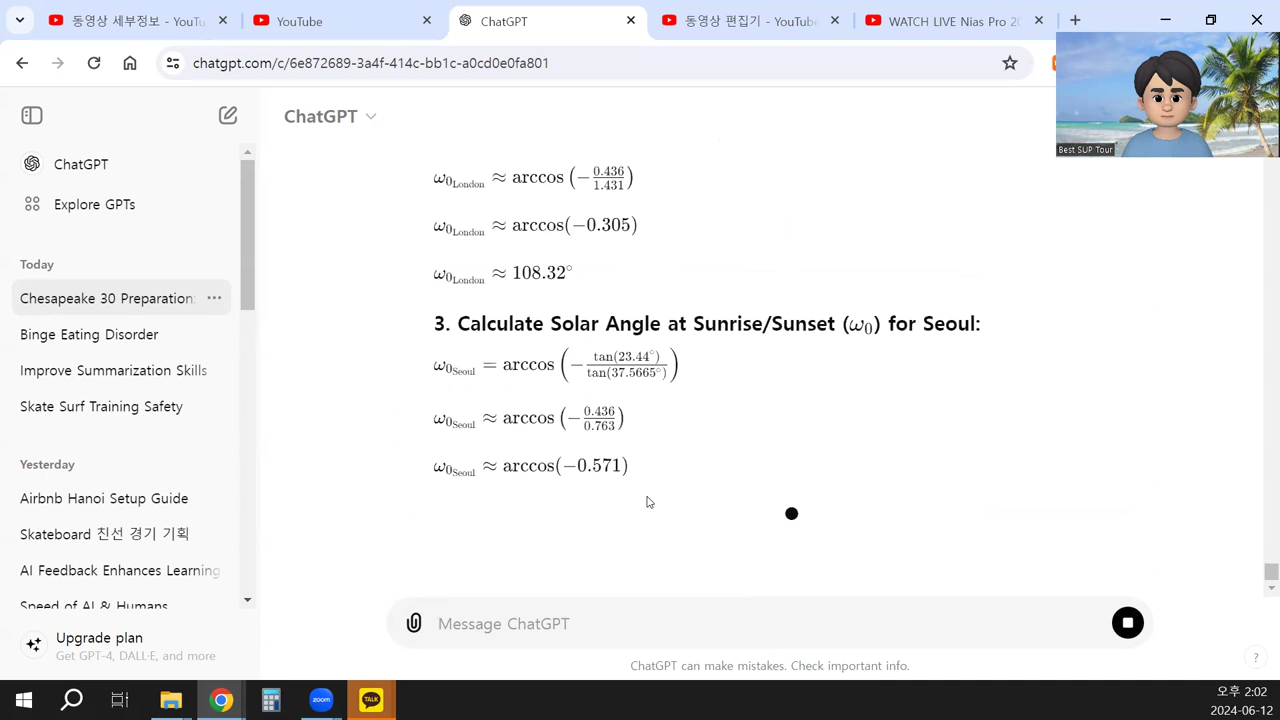 동영상 세부정보 - YouTu
YouTube
ChatGPT
동영상 편집기 - YouTube
WATCH LIVE Nias Pro 20
chatgpt.com/c/6e872689-3a4f-414c-bb1c-a0cd0e0fa801
Best SUP Tour
ChatGPT
ChatGPT
Explore GPTs
Today
Chesapeake 30 Preparation
Binge Eating Disorder
Improve Summarization Skills
Skate Surf Training Safety
Yesterday
Airbnb Hanoi Setup Guide
Skateboard 친선 경기 기획
AI Feedback Enhances Learning
Speed of AI & Humans
Upgrade plan
Get GPT-4, DALL·E, and more
ω₀London ≈ arccos (−0.436/1.431)
ω₀London ≈ arccos(−0.305)
ω₀London ≈ 108.32°
3. Calculate Solar Angle at Sunrise/Sunset (ω₀) for Seoul:
ω₀Seoul = arccos (−tan(23.44°)/tan(37.5665°))
ω₀Seoul ≈ arccos (−0.436/0.763)
ω₀Seoul ≈ arccos(−0.571)
Message ChatGPT
ChatGPT can make mistakes. Check important info.
?
zoom
TALK
오후 2:02
2024-06-12